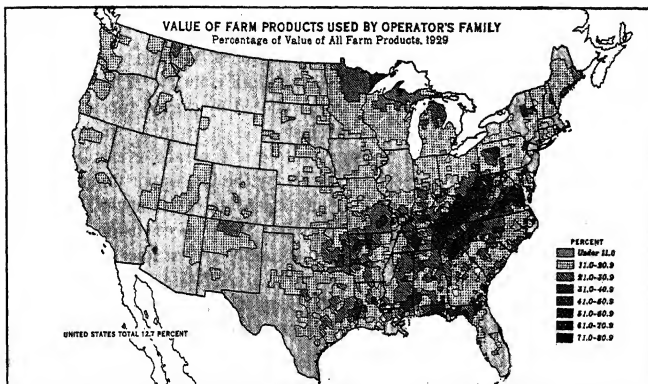 VALUE OF FARM PRODUCTS USED BY OPERATOR'S FAMILY
Percentage of Value of All Farm Products, 1929
PERCENT
Under 11.0
11.0-20.9
21.0-30.9
31.0-40.9
41.0-50.9
51.0-60.9
61.0-70.9
71.0-80.9
UNITED STATES TOTAL 12.7 PERCENT